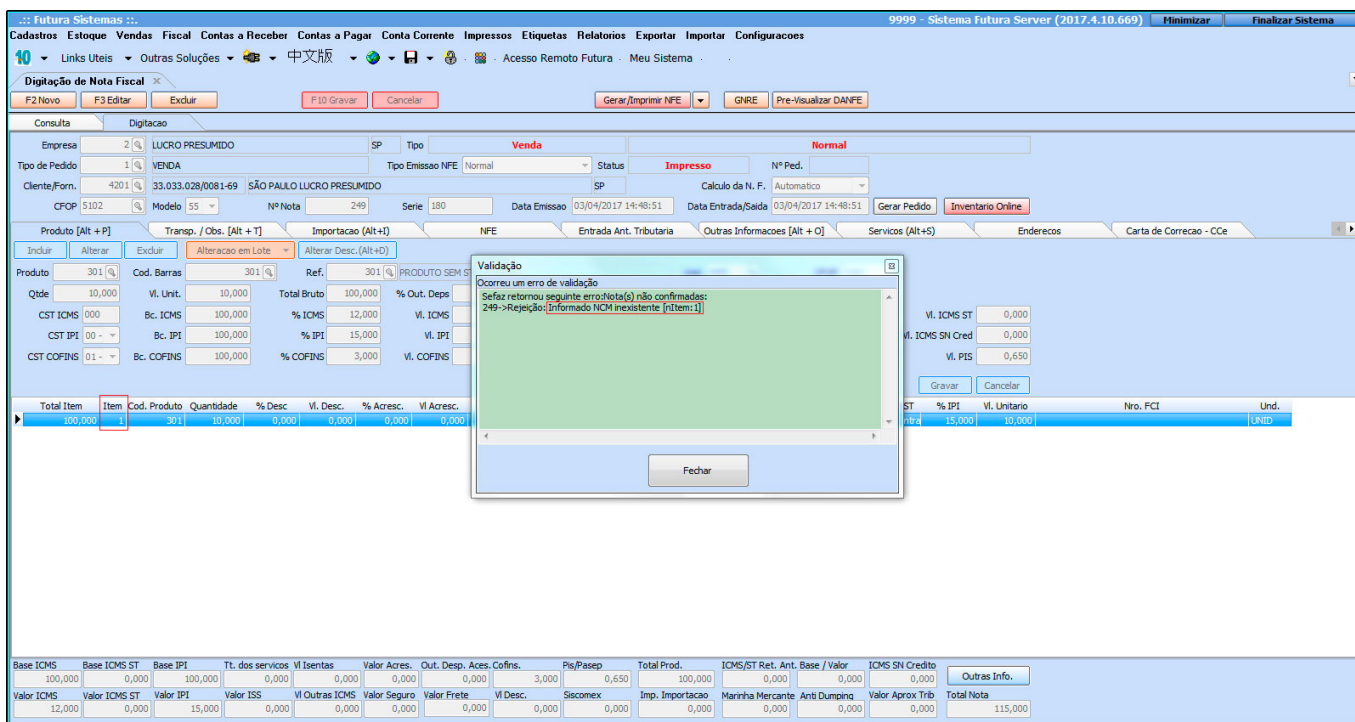 .:: Futura Sistemas ::. 9999 - Sistema Futura Server (2017.4.10.669) Minimizar Finalizar Sistema
Cadastros Estoque Vendas Fiscal Contas a Receber Contas a Pagar Conta Corrente Impressos Etiquetas Relatorios Exportar Importar Configuracoes
10 Links Uteis Outras Soluções 中文版 Acesso Remoto Futura Meu Sistema
Digitação de Nota Fiscal
F2 Novo F3 Editar Excluir F10 Gravar Cancelar Gerar/Imprimir NFE GNRE Pre-Visualizar DANFE
Consulta Digitacao
Empresa 2 LUCRO PRESUMIDO SP Tipo Venda Normal
Tipo de Pedido 1 VENDA Tipo Emissao NFE Normal Status Impresso Nº Ped.
Cliente/Forn. 4201 33.033.028/0081-69 SÃO PAULO LUCRO PRESUMIDO SP Calculo da N. F. Automatico
CFOP 5102 Modelo 55 Nº Nota 249 Serie 180 Data Emissao 03/04/2017 14:48:51 Data Entrada/Saida 03/04/2017 14:48:51 Gerar Pedido Inventario Online
Produto [Alt + P] Transp. / Obs. [Alt + T] Importacao (Alt+I) NFE Entrada Ant. Tributaria Outras Informacoes [Alt + O] Servicos (Alt+S) Enderecos Carta de Correcao - CCe
Incluir Alterar Excluir Alteracao em Lote Alterar Desc.(Alt+D)
Produto 301 Cod. Barras 301 Ref. 301 PRODUTO SEM
Qtde 10,000 Vl. Unit. 10,000 Total Bruto 100,000 % Out. Deps
CST ICMS 000 Bc. ICMS 100,000 % ICMS 12,000 Vl. ICMS Vl. ICMS ST 0,000
CST IPI 00 - Bc. IPI 100,000 % IPI 15,000 Vl. IPI Vl. ICMS SN Cred 0,000
CST COFINS 01 - Bc. COFINS 100,000 % COFINS 3,000 Vl. COFINS Vl. PIS 0,650
Gravar Cancelar
Validação
Ocorreu um erro de validação
Sefaz retornou seguinte erro:Nota(s) não confirmadas:
249->Rejeição: Informado NCM inexistente [nItem:1]
Fechar
Total Item Item Cod. Produto Quantidade % Desc Vl. Desc. % Acresc. Vl Acresc. ST % IPI Vl. Unitario Nro. FCI Und.
100,000 1 301 10,000 0,000 0,000 0,000 0,000 ntra 15,000 10,000 UNID
Base ICMS Base ICMS ST Base IPI Tt. dos servicos Vl Isentas Valor Acres. Out. Desp. Aces. Cofins. Pis/Pasep Total Prod. ICMS/ST Ret. Ant. Base / Valor ICMS SN Credito
100,000 0,000 100,000 0,000 0,000 0,000 0,000 3,000 0,650 100,000 0,000 0,000 0,000 Outras Info.
Valor ICMS Valor ICMS ST Valor IPI Valor ISS Vl Outras ICMS Valor Seguro Valor Frete Vl Desc. Siscomex Imp. Importacao Marinha Mercante Anti Dumping Valor Aprox Trib Total Nota
12,000 0,000 15,000 0,000 0,000 0,000 0,000 0,000 0,000 0,000 0,000 0,000 0,000 115,000